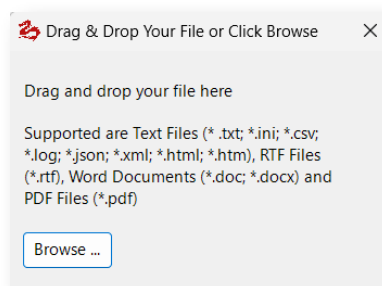 Drag & Drop Your File or Click Browse
Drag and drop your file here
Supported are Text Files (* .txt; *.ini; *.csv;
*.log; *.json; *.xml; *.html; *.htm), RTF Files
(*.rtf), Word Documents (*.doc; *.docx) and
PDF Files (*.pdf)
Browse ...